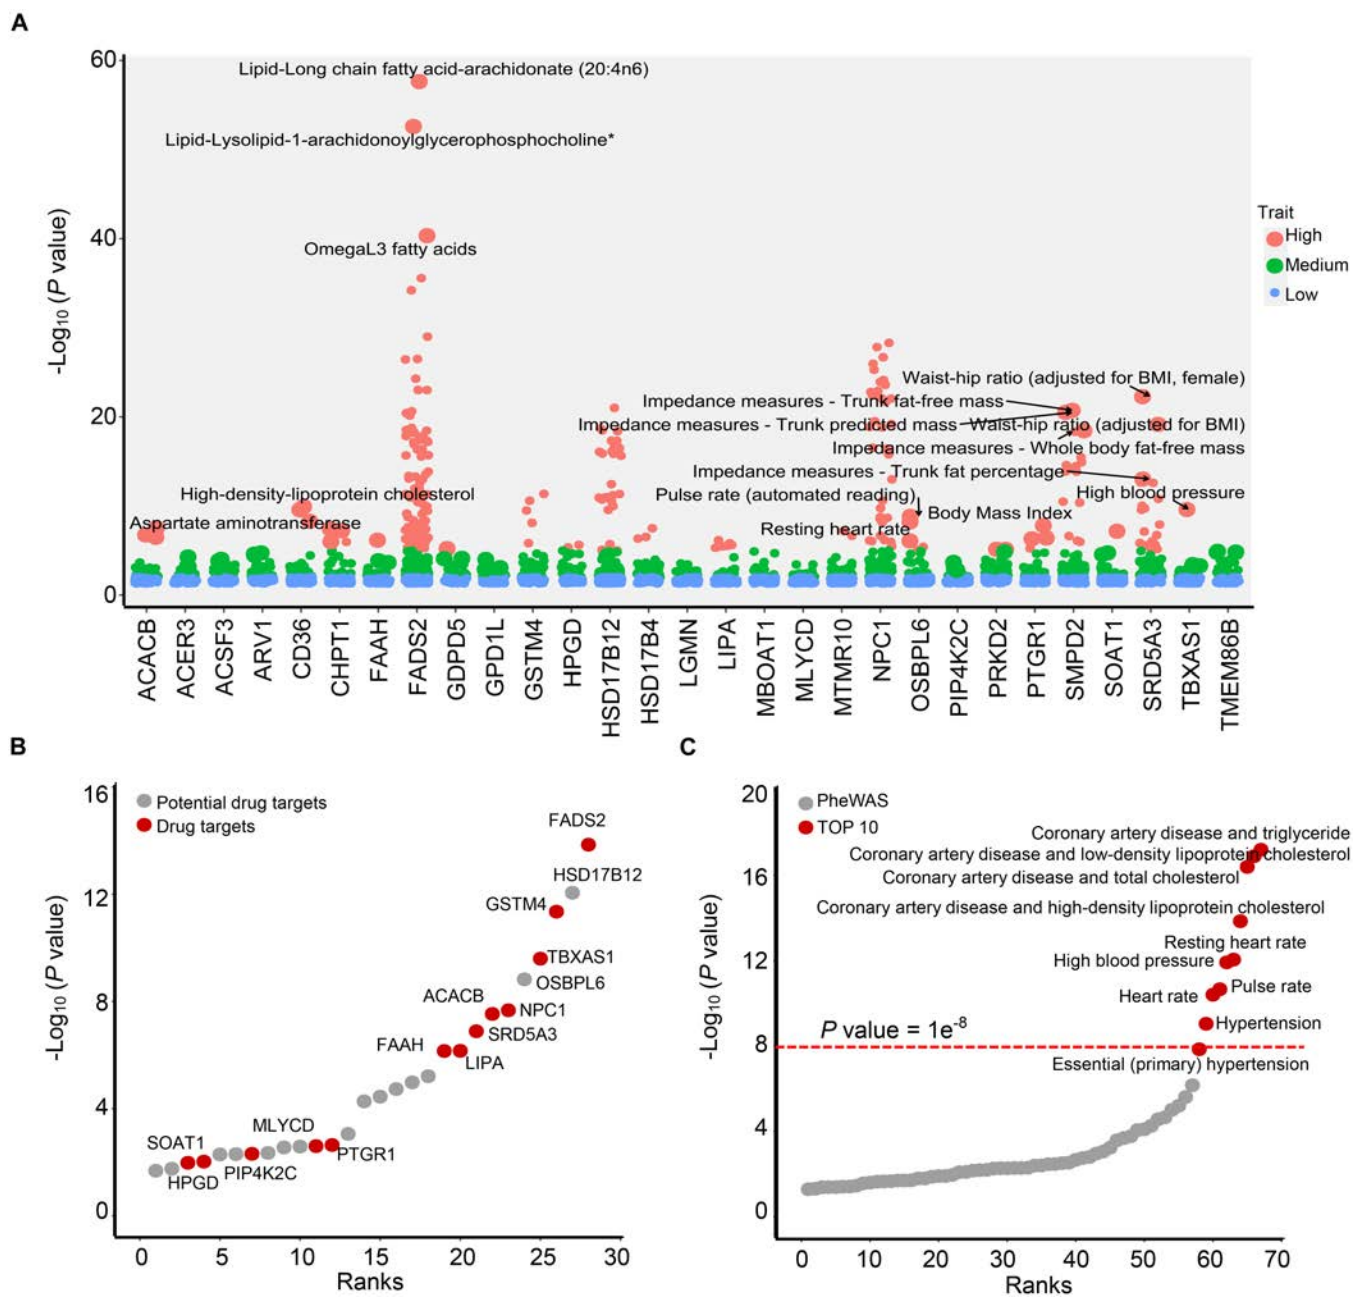 A
60
40
20
0
-Log10 (P value)
Lipid-Long chain fatty acid-arachidonate (20:4n6)
Lipid-Lysolipid-1-arachidonoylglycerophosphocholine*
OmegaL3 fatty acids
Waist-hip ratio (adjusted for BMI, female)
Impedance measures - Trunk fat-free mass
Impedance measures - Trunk predicted mass
Waist-hip ratio (adjusted for BMI)
Impedance measures - Whole body fat-free mass
Impedance measures - Trunk fat percentage
High-density-lipoprotein cholesterol
Pulse rate (automated reading)
High blood pressure
Body Mass Index
Aspartate aminotransferase
Resting heart rate
Trait
High
Medium
Low
ACACB
ACER3
ACSF3
ARV1
CD36
CHPT1
FAAH
FADS2
GDPD5
GPD1L
GSTM4
HPGD
HSD17B12
HSD17B4
LGMN
LIPA
MBOAT1
MLYCD
MTMR10
NPC1
OSBPL6
PIP4K2C
PRKD2
PTGR1
SMPD2
SOAT1
SRD5A3
TBXAS1
TMEM86B
B
16
12
8
4
0
-Log10 (P value)
Potential drug targets
Drug targets
FADS2
HSD17B12
GSTM4
TBXAS1
OSBPL6
ACACB
NPC1
SRD5A3
FAAH
LIPA
MLYCD
SOAT1
PTGR1
PIP4K2C
HPGD
0 5 10 15 20 25 30
Ranks
C
20
16
12
8
4
0
-Log10 (P value)
PheWAS
TOP 10
Coronary artery disease and triglyceride
Coronary artery disease and low-density lipoprotein cholesterol
Coronary artery disease and total cholesterol
Coronary artery disease and high-density lipoprotein cholesterol
Resting heart rate
High blood pressure
Pulse rate
Heart rate
Hypertension
P value = 1e-8
Essential (primary) hypertension
0 10 20 30 40 50 60 70
Ranks